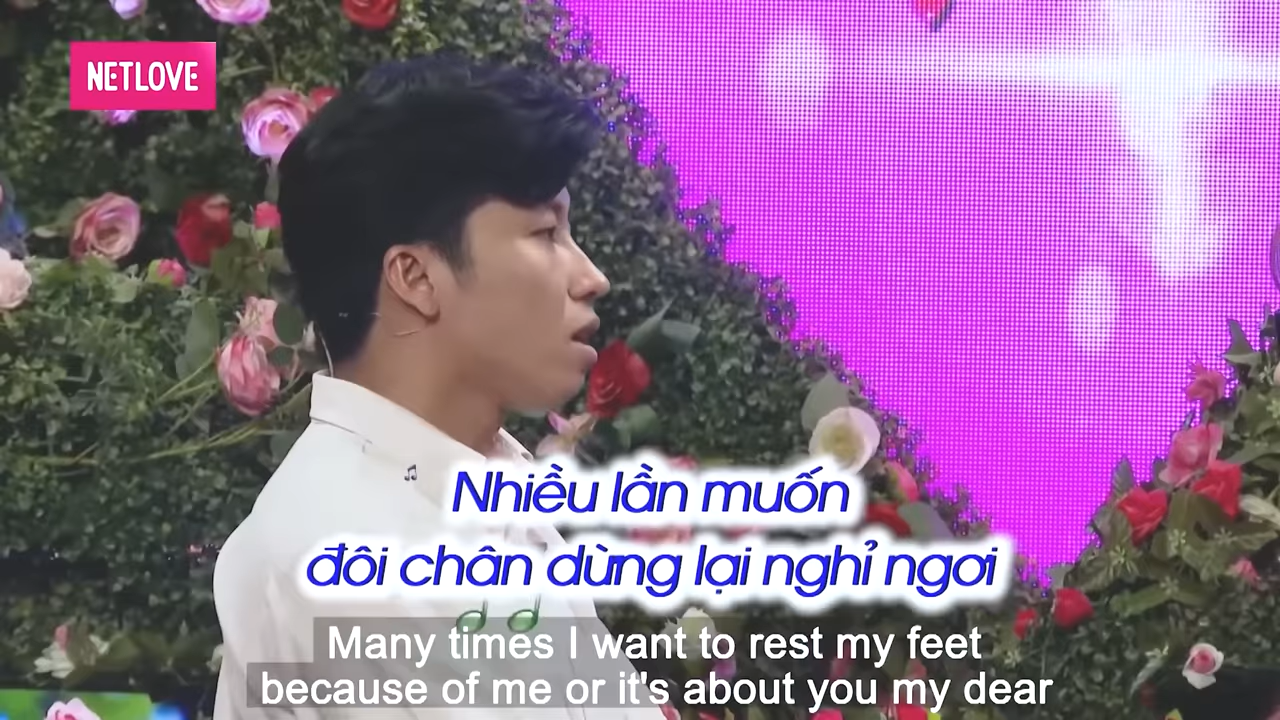 NETLOVE
Nhiều lần muốn
đôi chân dừng lại nghỉ ngơi
Many times I want to rest my feet
because of me or it's about you my dear